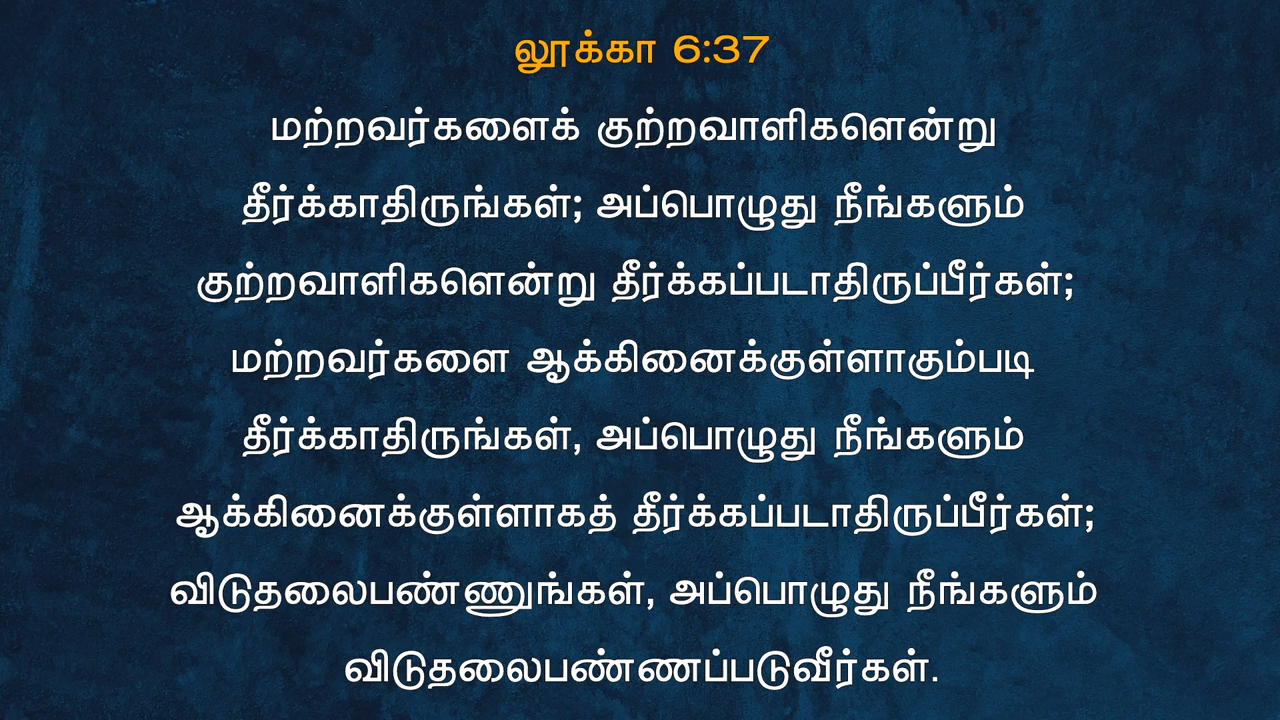 லூக்கா 6:37
மற்றவர்களைக் குற்றவாளிகளென்று
தீர்க்காதிருங்கள்; அப்பொழுது நீங்களும்
குற்றவாளிகளென்று தீர்க்கப்படாதிருப்பீர்கள்;
மற்றவர்களை ஆக்கினைக்குள்ளாகும்படி
தீர்க்காதிருங்கள், அப்பொழுது நீங்களும்
ஆக்கினைக்குள்ளாகத் தீர்க்கப்படாதிருப்பீர்கள்;
விடுதலைபண்ணுங்கள், அப்பொழுது நீங்களும்
விடுதலைபண்ணப்படுவீர்கள்.